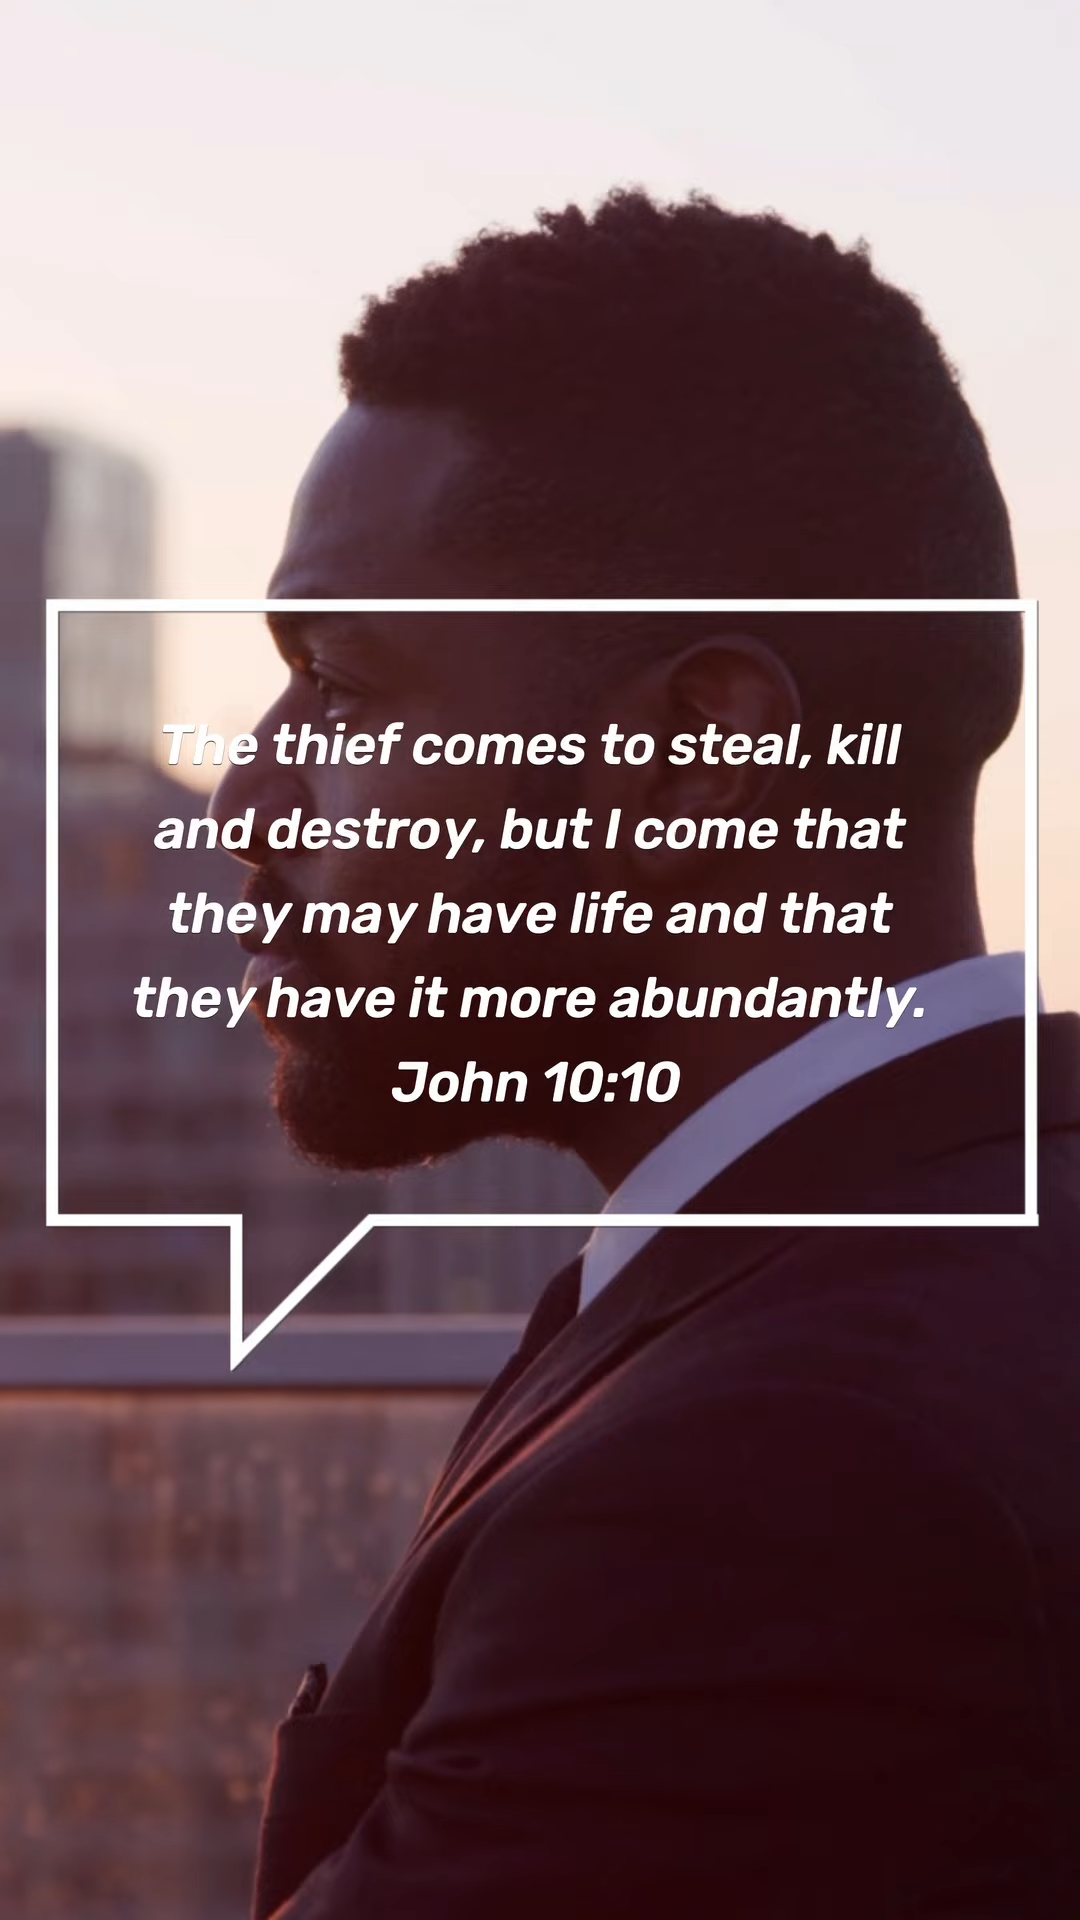 The thief comes to steal, kill
and destroy, but I come that
they may have life and that
they have it more abundantly.
John 10:10